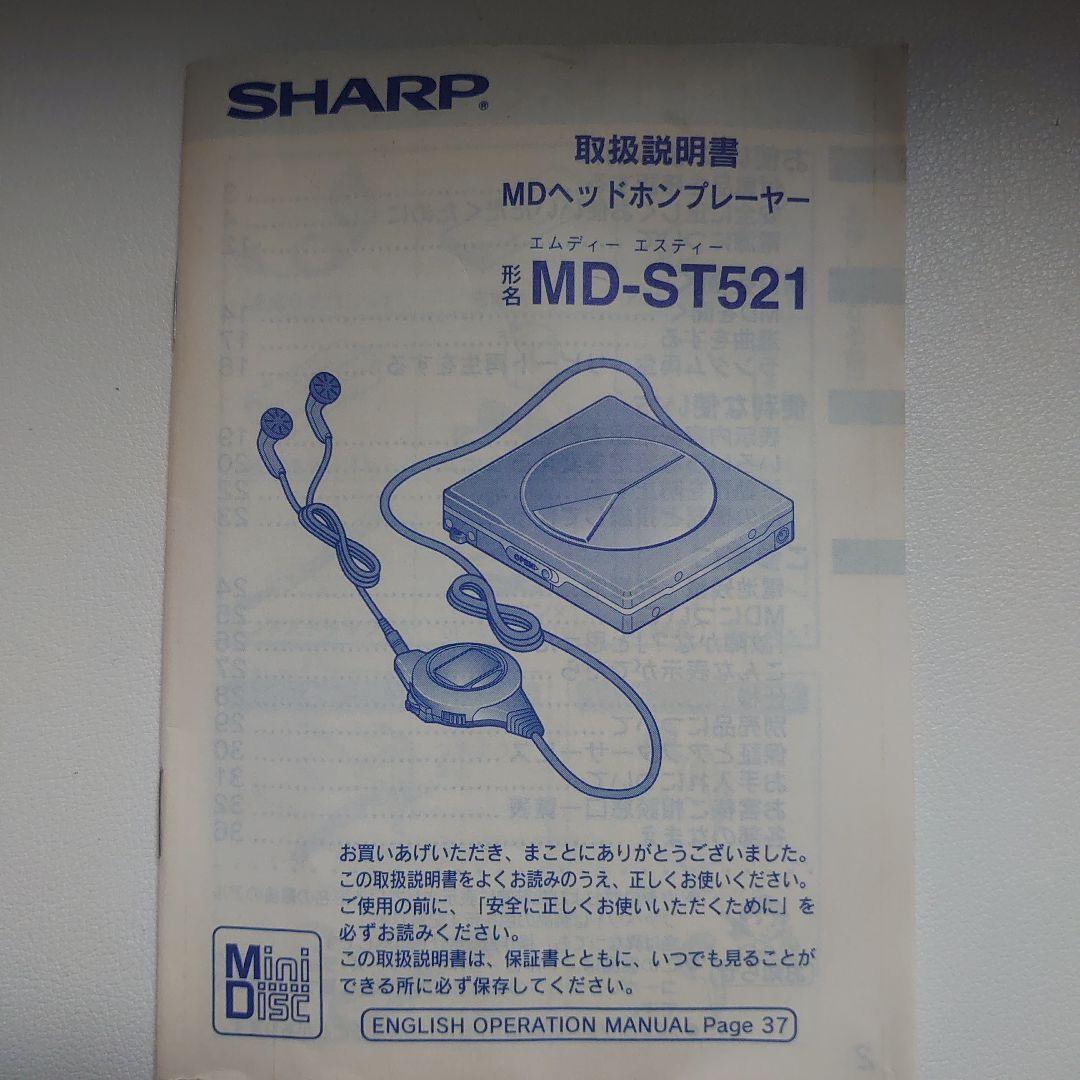 SHARP®
取扱説明書
MDヘッドホンプレーヤー
エムディー エスティー
形名 MD-ST521
OPEN
お買いあげいただき、まことにありがとうございました。
この取扱説明書をよくお読みのうえ、正しくお使いください。
ご使用の前に、「安全に正しくお使いいただくために」を
必ずお読みください。
この取扱説明書は、保証書とともに、いつでも見ることが
できる所に必ず保存してください。
Mini
Disc
ENGLISH OPERATION MANUAL Page 37